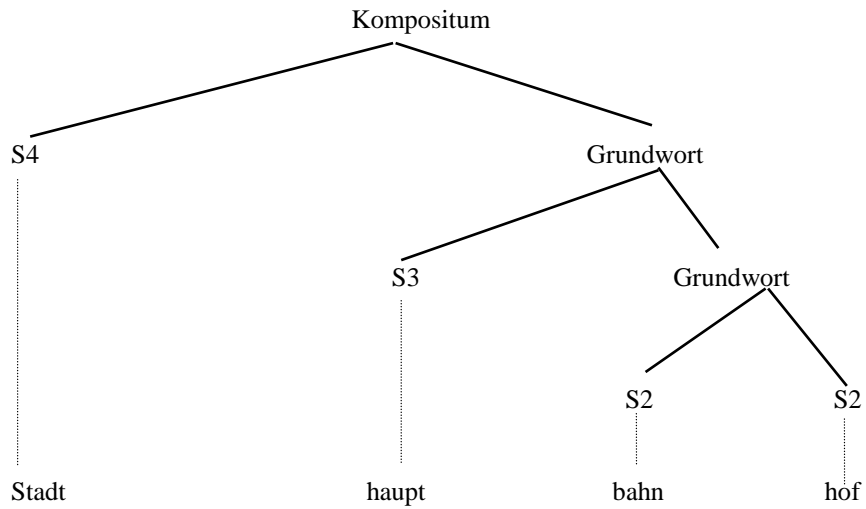 Kompositum
S4 Grundwort
S3 Grundwort
S2 S2
Stadt haupt bahn hof